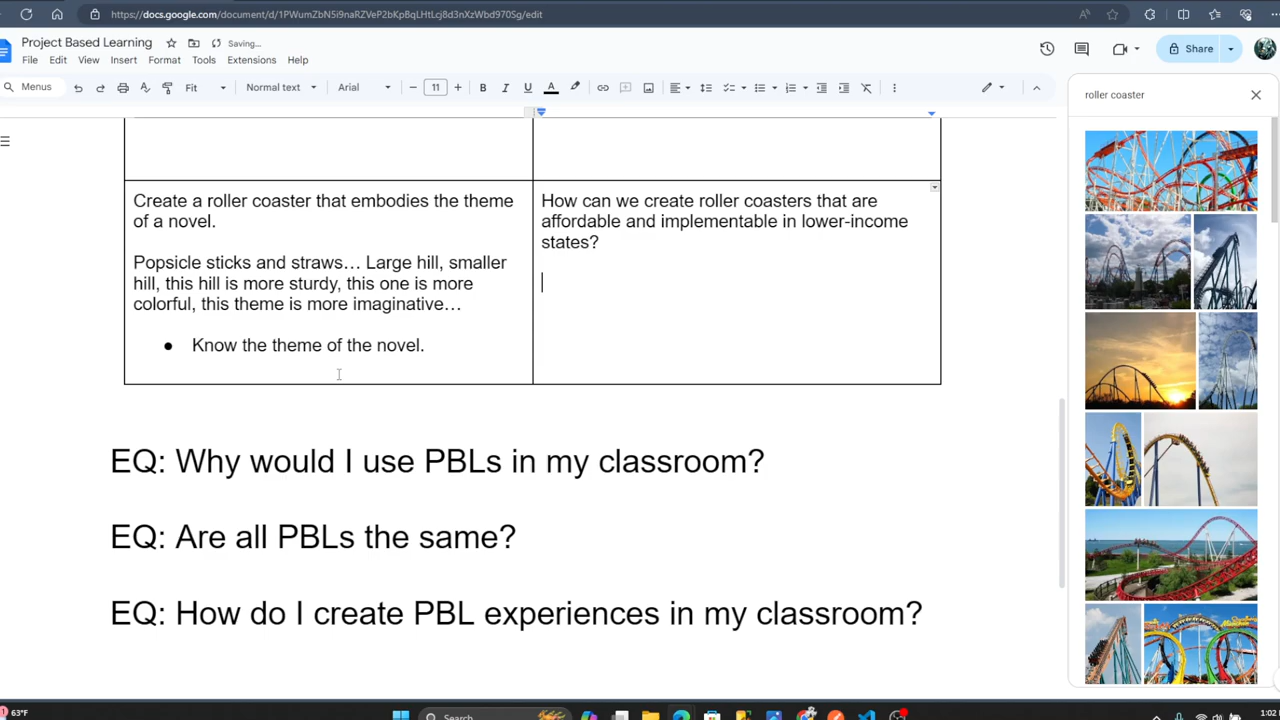 https://docs.google.com/document/d/1PWumZbN5i9naRZVeP2bKpBqLHtLcj8d3nXzWbd970Sg/edit
Project Based Learning
Saving...
File Edit View Insert Format Tools Extensions Help
Share
Menus
Fit
Normal text
Arial
11
roller coaster
Create a roller coaster that embodies the theme
of a novel.
Popsicle sticks and straws… Large hill, smaller
hill, this hill is more sturdy, this one is more
colorful, this theme is more imaginative…
● Know the theme of the novel.
How can we create roller coasters that are
affordable and implementable in lower-income
states?
EQ: Why would I use PBLs in my classroom?
EQ: Are all PBLs the same?
EQ: How do I create PBL experiences in my classroom?
63°F
Search
1:02